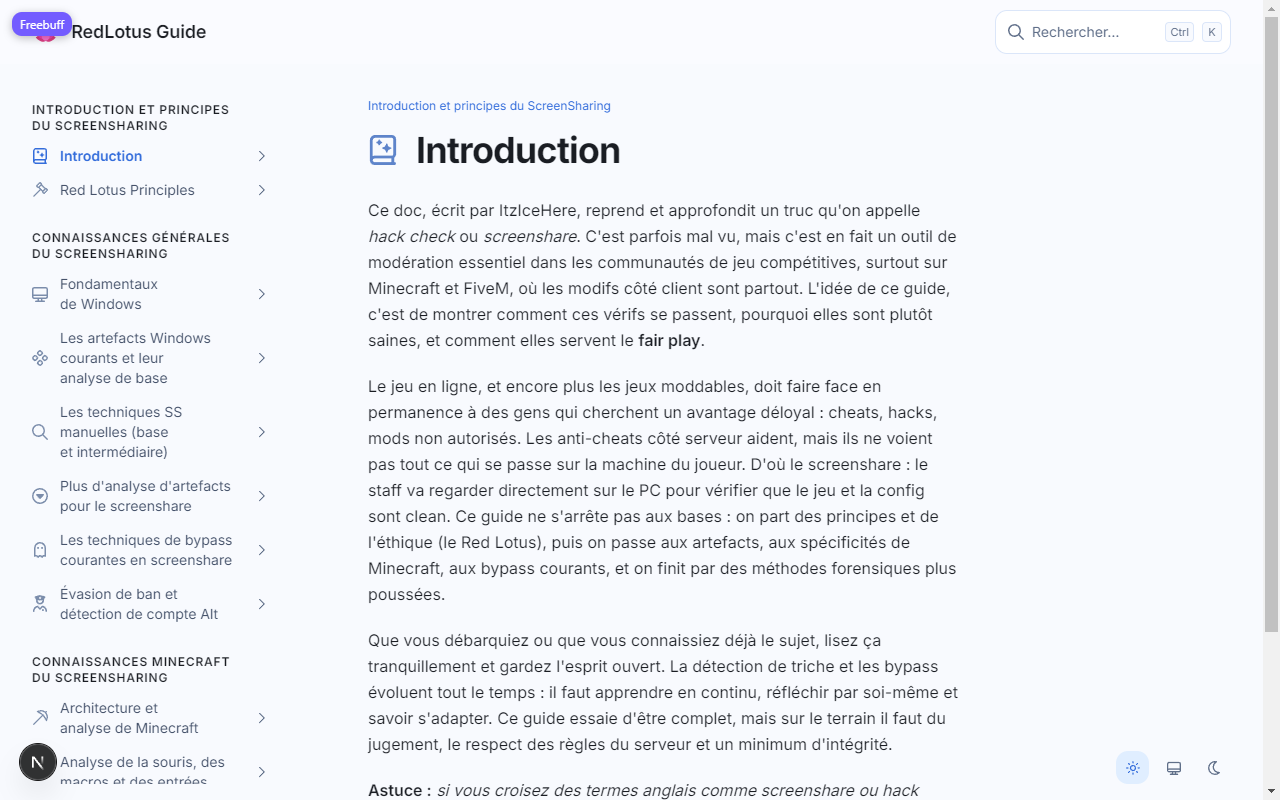 Freebuff
RedLotus Guide
Rechercher...
Ctrl
K
INTRODUCTION ET PRINCIPES
DU SCREENSHARING
Introduction
Red Lotus Principles
CONNAISSANCES GÉNÉRALES
DU SCREENSHARING
Fondamentaux
de Windows
Les artefacts Windows
courants et leur
analyse de base
Les techniques SS
manuelles (base
et intermédiaire)
Plus d'analyse d'artefacts
pour le screenshare
Les techniques de bypass
courantes en screenshare
Évasion de ban et
détection de compte Alt
CONNAISSANCES MINECRAFT
DU SCREENSHARING
Architecture et
analyse de Minecraft
Analyse de la souris, des
macros et des entrées
N
Introduction et principes du ScreenSharing
Introduction
Ce doc, écrit par ItzIceHere, reprend et approfondit un truc qu'on appelle
hack check ou screenshare. C'est parfois mal vu, mais c'est en fait un outil de
modération essentiel dans les communautés de jeu compétitives, surtout sur
Minecraft et FiveM, où les modifs côté client sont partout. L'idée de ce guide,
c'est de montrer comment ces vérifs se passent, pourquoi elles sont plutôt
saines, et comment elles servent le fair play.
Le jeu en ligne, et encore plus les jeux moddables, doit faire face en
permanence à des gens qui cherchent un avantage déloyal : cheats, hacks,
mods non autorisés. Les anti-cheats côté serveur aident, mais ils ne voient
pas tout ce qui se passe sur la machine du joueur. D'où le screenshare : le
staff va regarder directement sur le PC pour vérifier que le jeu et la config
sont clean. Ce guide ne s'arrête pas aux bases : on part des principes et de
l'éthique (le Red Lotus), puis on passe aux artefacts, aux spécificités de
Minecraft, aux bypass courants, et on finit par des méthodes forensiques plus
poussées.
Que vous débarquiez ou que vous connaissiez déjà le sujet, lisez ça
tranquillement et gardez l'esprit ouvert. La détection de triche et les bypass
évoluent tout le temps : il faut apprendre en continu, réfléchir par soi-même et
savoir s'adapter. Ce guide essaie d'être complet, mais sur le terrain il faut du
jugement, le respect des règles du serveur et un minimum d'intégrité.
Astuce : si vous croisez des termes anglais comme screenshare ou hack